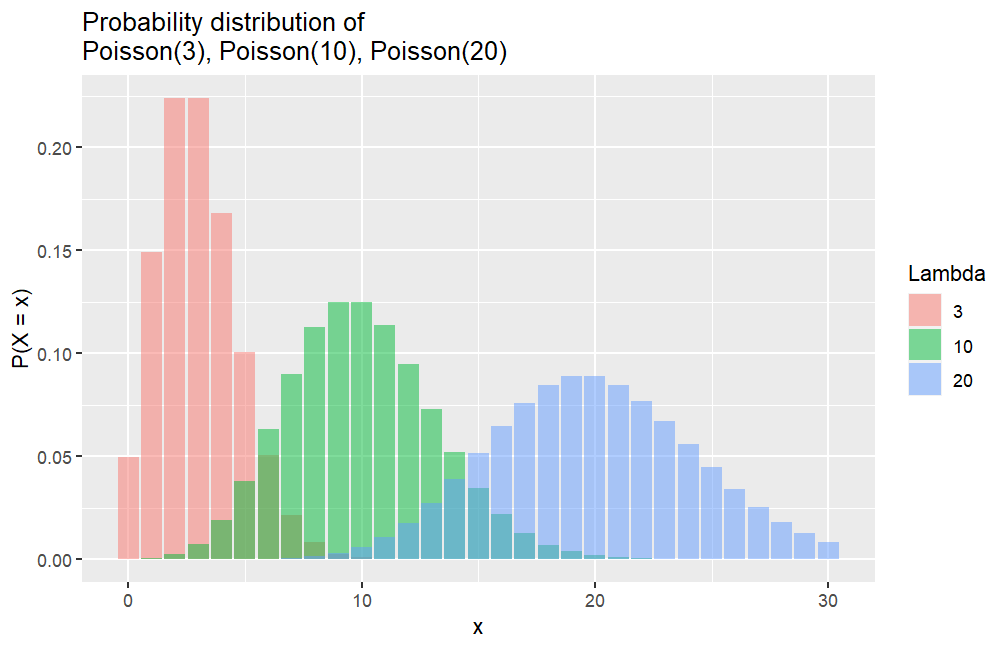 Probability distribution of
Poisson(3), Poisson(10), Poisson(20)
P(X = x)
0.20
0.15
0.10
0.05
0.00
0
10
20
30
x
Lambda
3
10
20